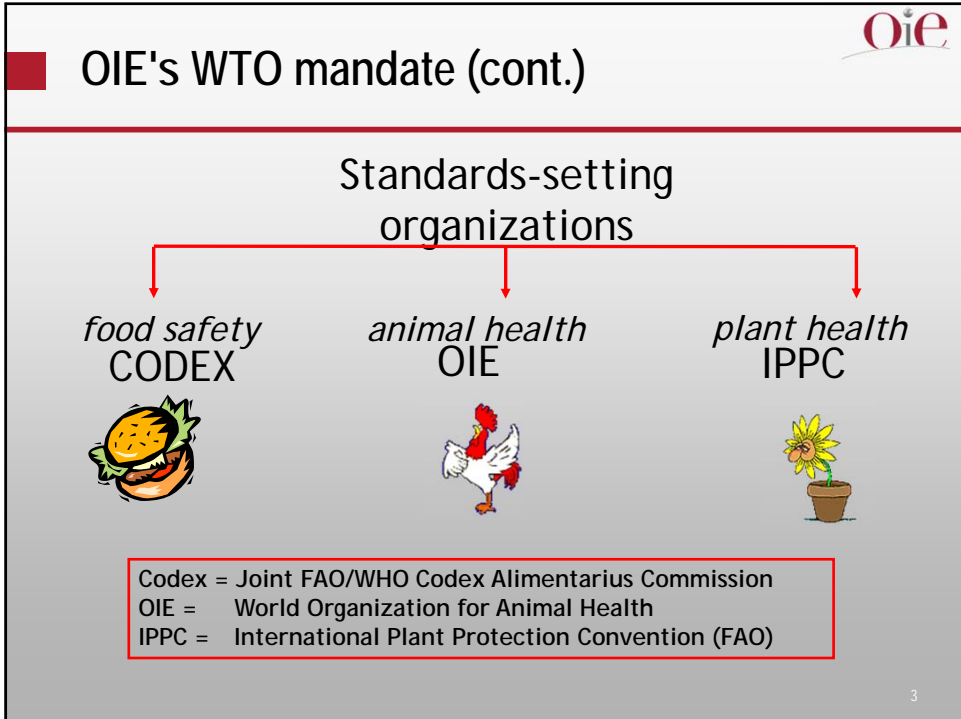 oie
OIE's WTO mandate (cont.)
Standards-setting
organizations
food safety
CODEX
animal health
OIE
plant health
IPPC
Codex = Joint FAO/WHO Codex Alimentarius Commission
OIE = World Organization for Animal Health
IPPC = International Plant Protection Convention (FAO)
3